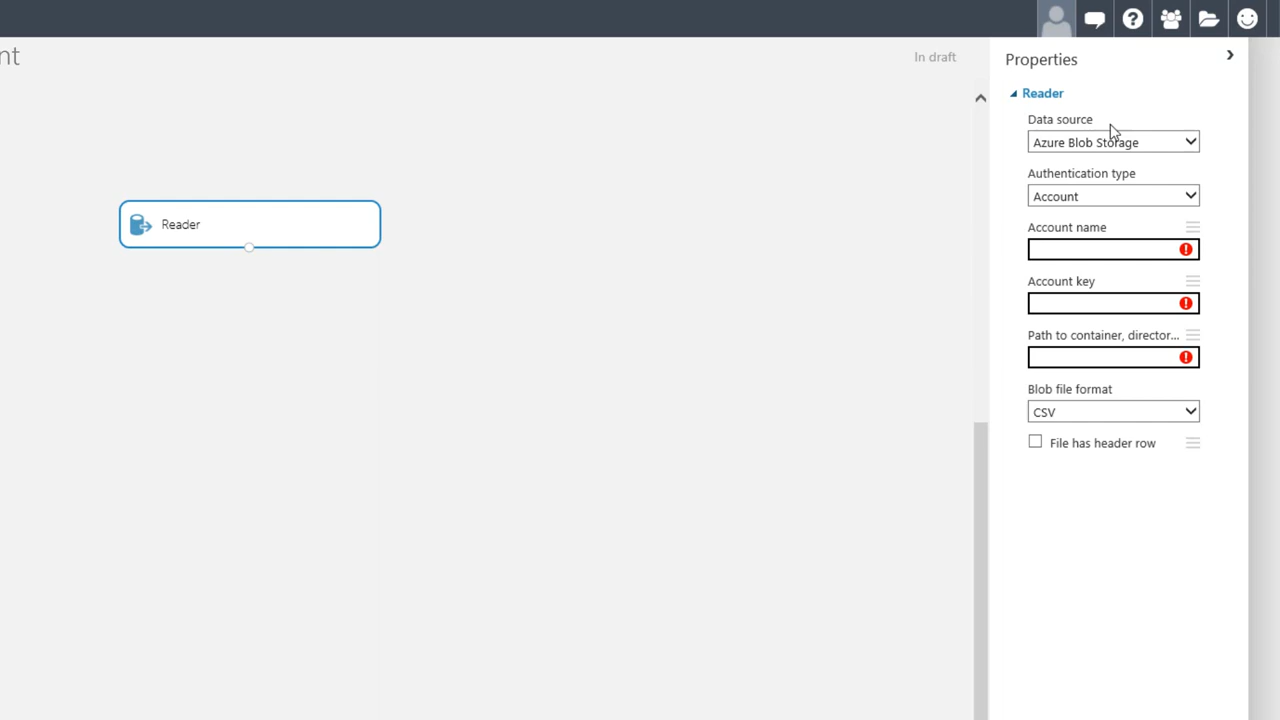 nt
In draft
Reader
Properties
Reader
Data source
Azure Blob Storage
Authentication type
Account
Account name
Account key
Path to container, director...
Blob file format
CSV
File has header row